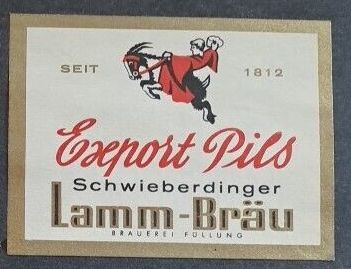 SEIT 1812
Export Pils
Schwieberdinger
Lamm-Bräu
BRAUEREI FÜLLUNG